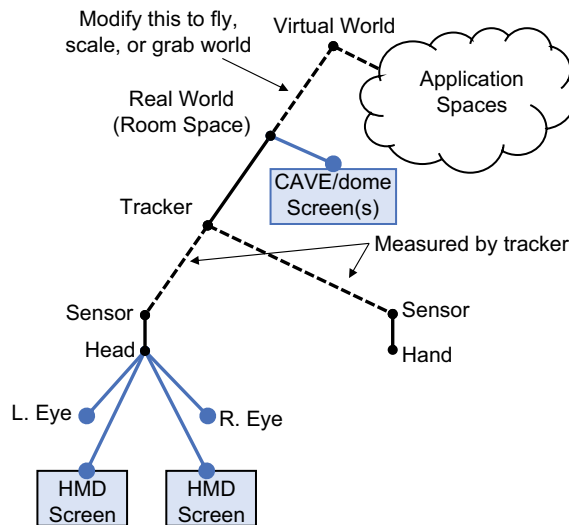 Modify this to fly,
scale, or grab world
Virtual World
Application
Spaces
Real World
(Room Space)
CAVE/dome
Screen(s)
Tracker
Measured by tracker
Sensor
Head
Sensor
Hand
L. Eye
R. Eye
HMD
Screen
HMD
Screen